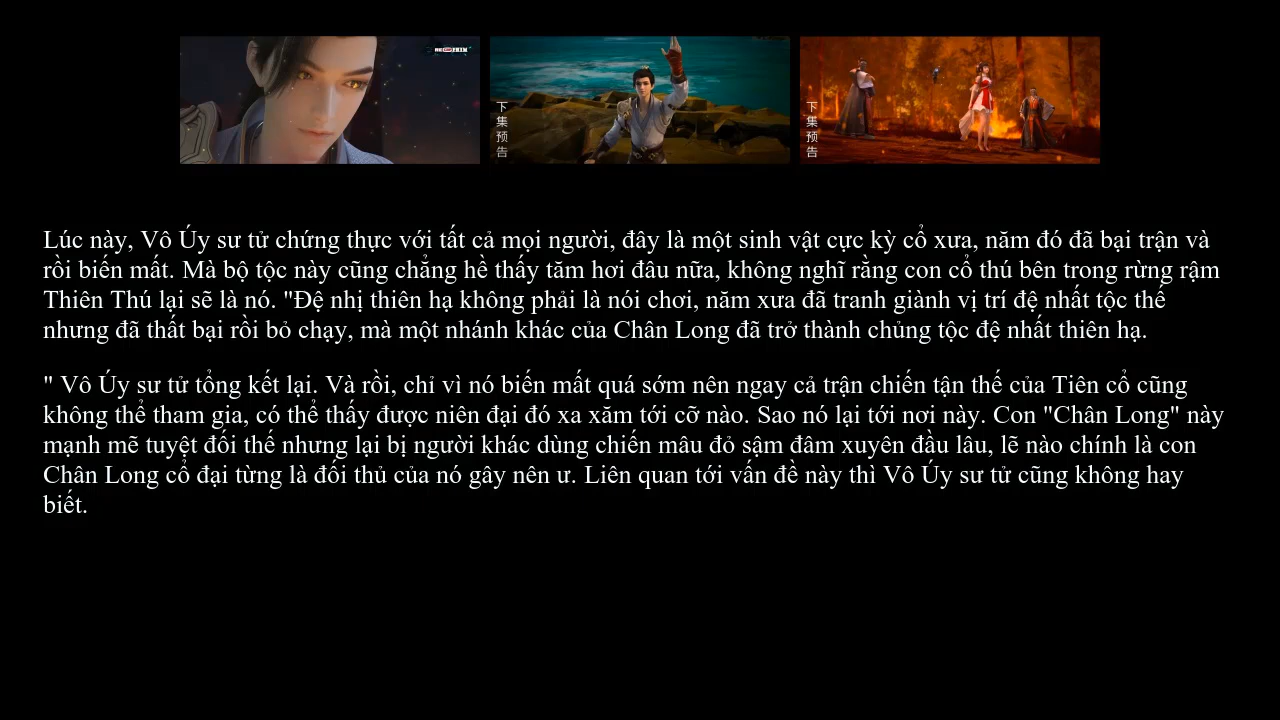 下集预告
下集预告
Lúc này, Vô Úy sư tử chứng thực với tất cả mọi người, đây là một sinh vật cực kỳ cổ xưa, năm đó đã bại trận và
rồi biến mất. Mà bộ tộc này cũng chẳng hề thấy tăm hơi đâu nữa, không nghĩ rằng con cổ thú bên trong rừng rậm
Thiên Thú lại sẽ là nó. "Đệ nhị thiên hạ không phải là nói chơi, năm xưa đã tranh giành vị trí đệ nhất tộc thế
nhưng đã thất bại rồi bỏ chạy, mà một nhánh khác của Chân Long đã trở thành chủng tộc đệ nhất thiên hạ.
" Vô Úy sư tử tổng kết lại. Và rồi, chỉ vì nó biến mất quá sớm nên ngay cả trận chiến tận thế của Tiên cổ cũng
không thể tham gia, có thể thấy được niên đại đó xa xăm tới cỡ nào. Sao nó lại tới nơi này. Con "Chân Long" này
mạnh mẽ tuyệt đối thế nhưng lại bị người khác dùng chiến mâu đỏ sậm đâm xuyên đầu lâu, lẽ nào chính là con
Chân Long cổ đại từng là đối thủ của nó gây nên ư. Liên quan tới vấn đề này thì Vô Úy sư tử cũng không hay
biết.